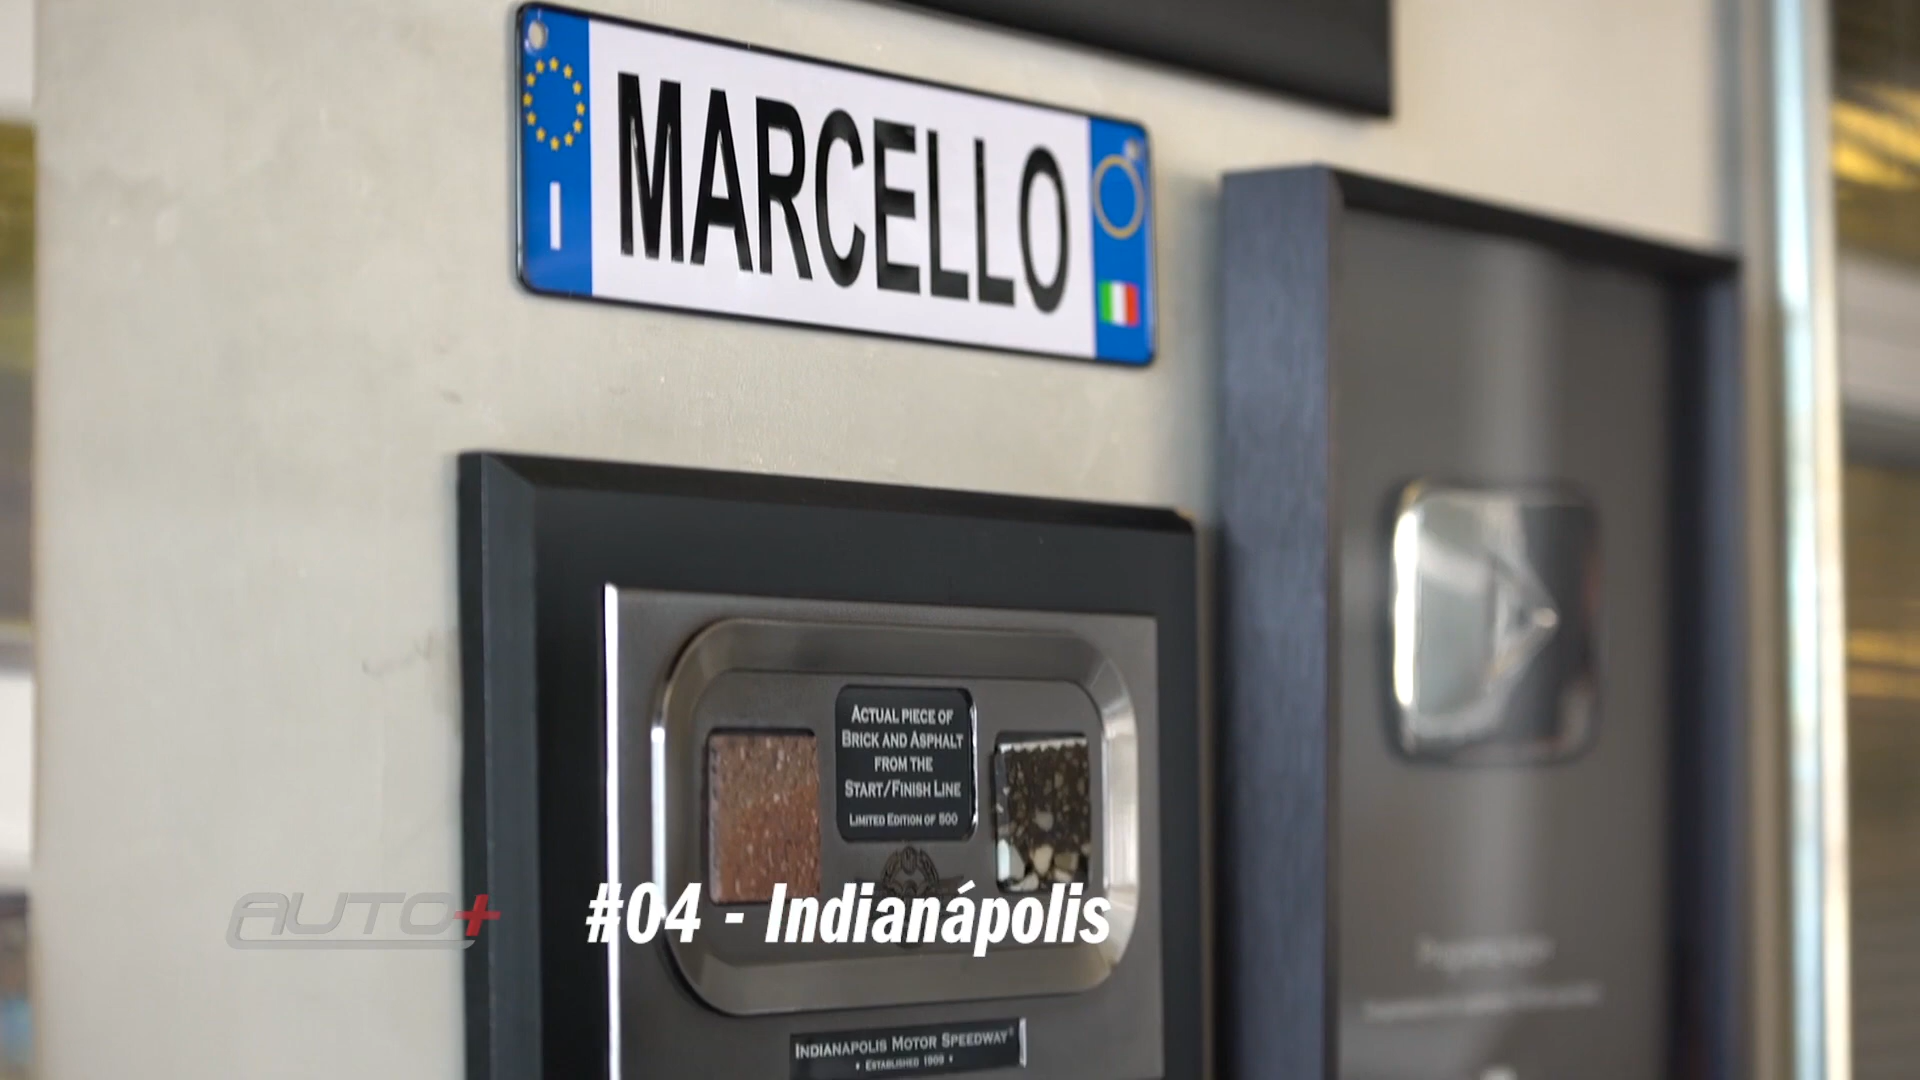 I
MARCELLO
ACTUAL PIECE OF
BRICK AND ASPHALT
FROM THE
START/FINISH LINE
LIMITED EDITION OF 500
AUTO+
#04 - Indianápolis
INDIANAPOLIS MOTOR SPEEDWAY
• ESTABLISHED 1909 •